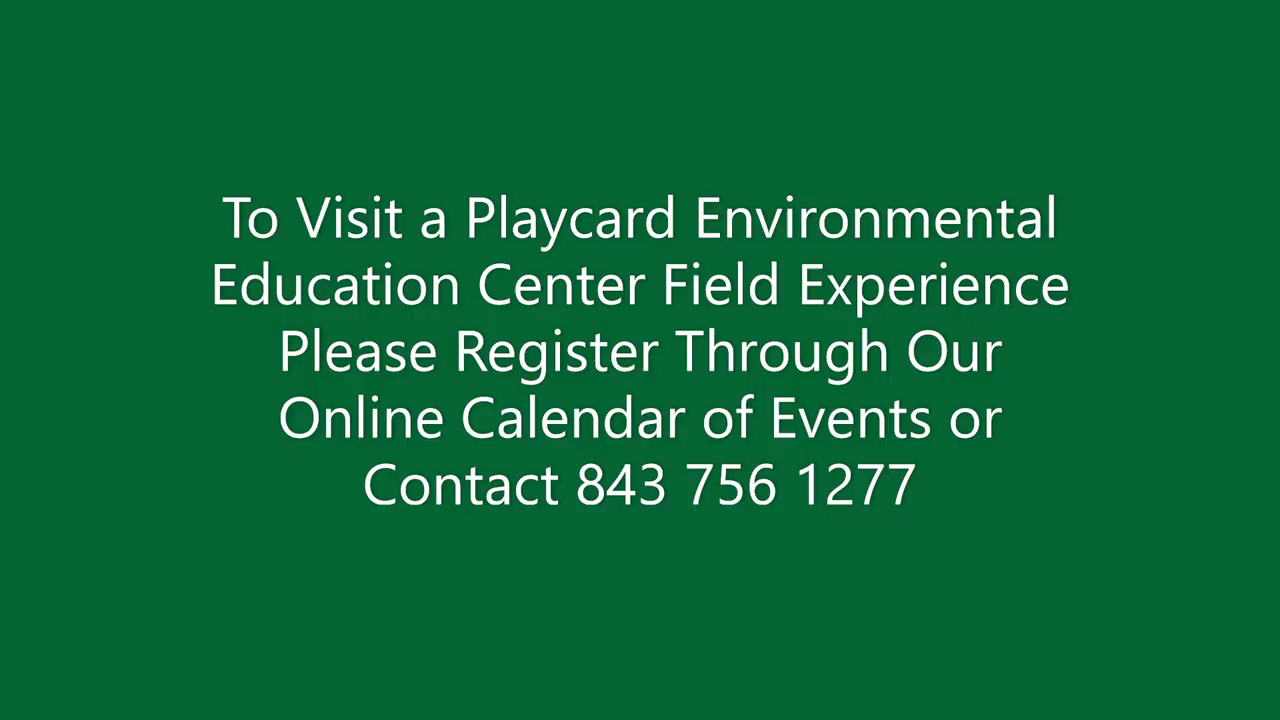 To Visit a Playcard Environmental
Education Center Field Experience
Please Register Through Our
Online Calendar of Events or
Contact 843 756 1277